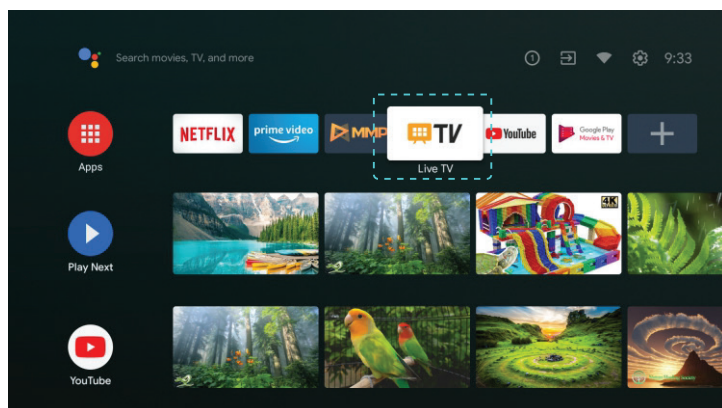 Search movies, TV, and more
1
9:33
NETFLIX
prime video
MMP
TV
YouTube
Google Play
Movies & TV
Apps
Live TV
4K
Play Next
YouTube